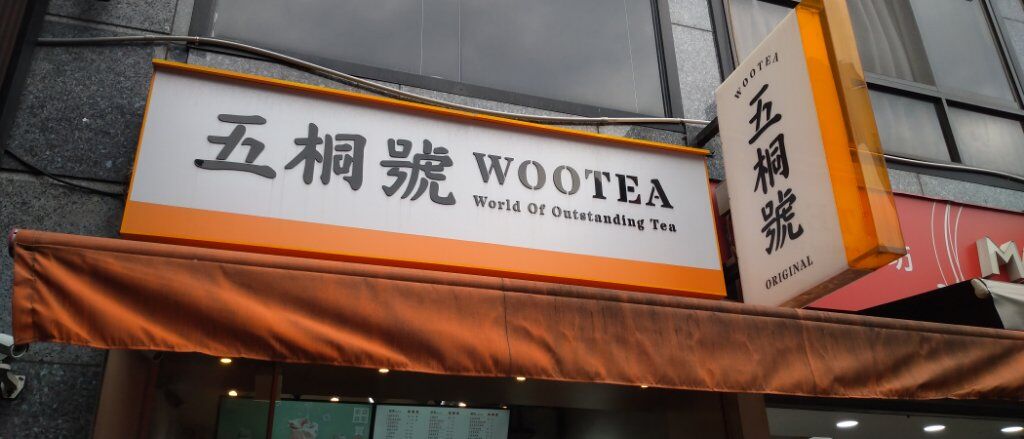 五桐號 WOOTEA
World Of Outstanding Tea
WOOTEA
五桐號
ORIGINAL